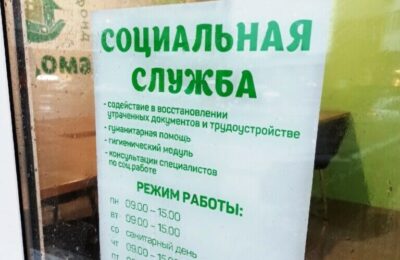 ФОНД
СОЦИАЛЬНАЯ
СЛУЖБА
- содействие в восстановлении
утраченных документов и трудоустройстве
- гуманитарная помощь
- гигиенический модуль
- консультации специалистов
по соц.работе
РЕЖИМ РАБОТЫ:
пн 09.00 – 15.00
вт 09.00 – 15.00
ср санитарный день
чт 09.00 – 15.00